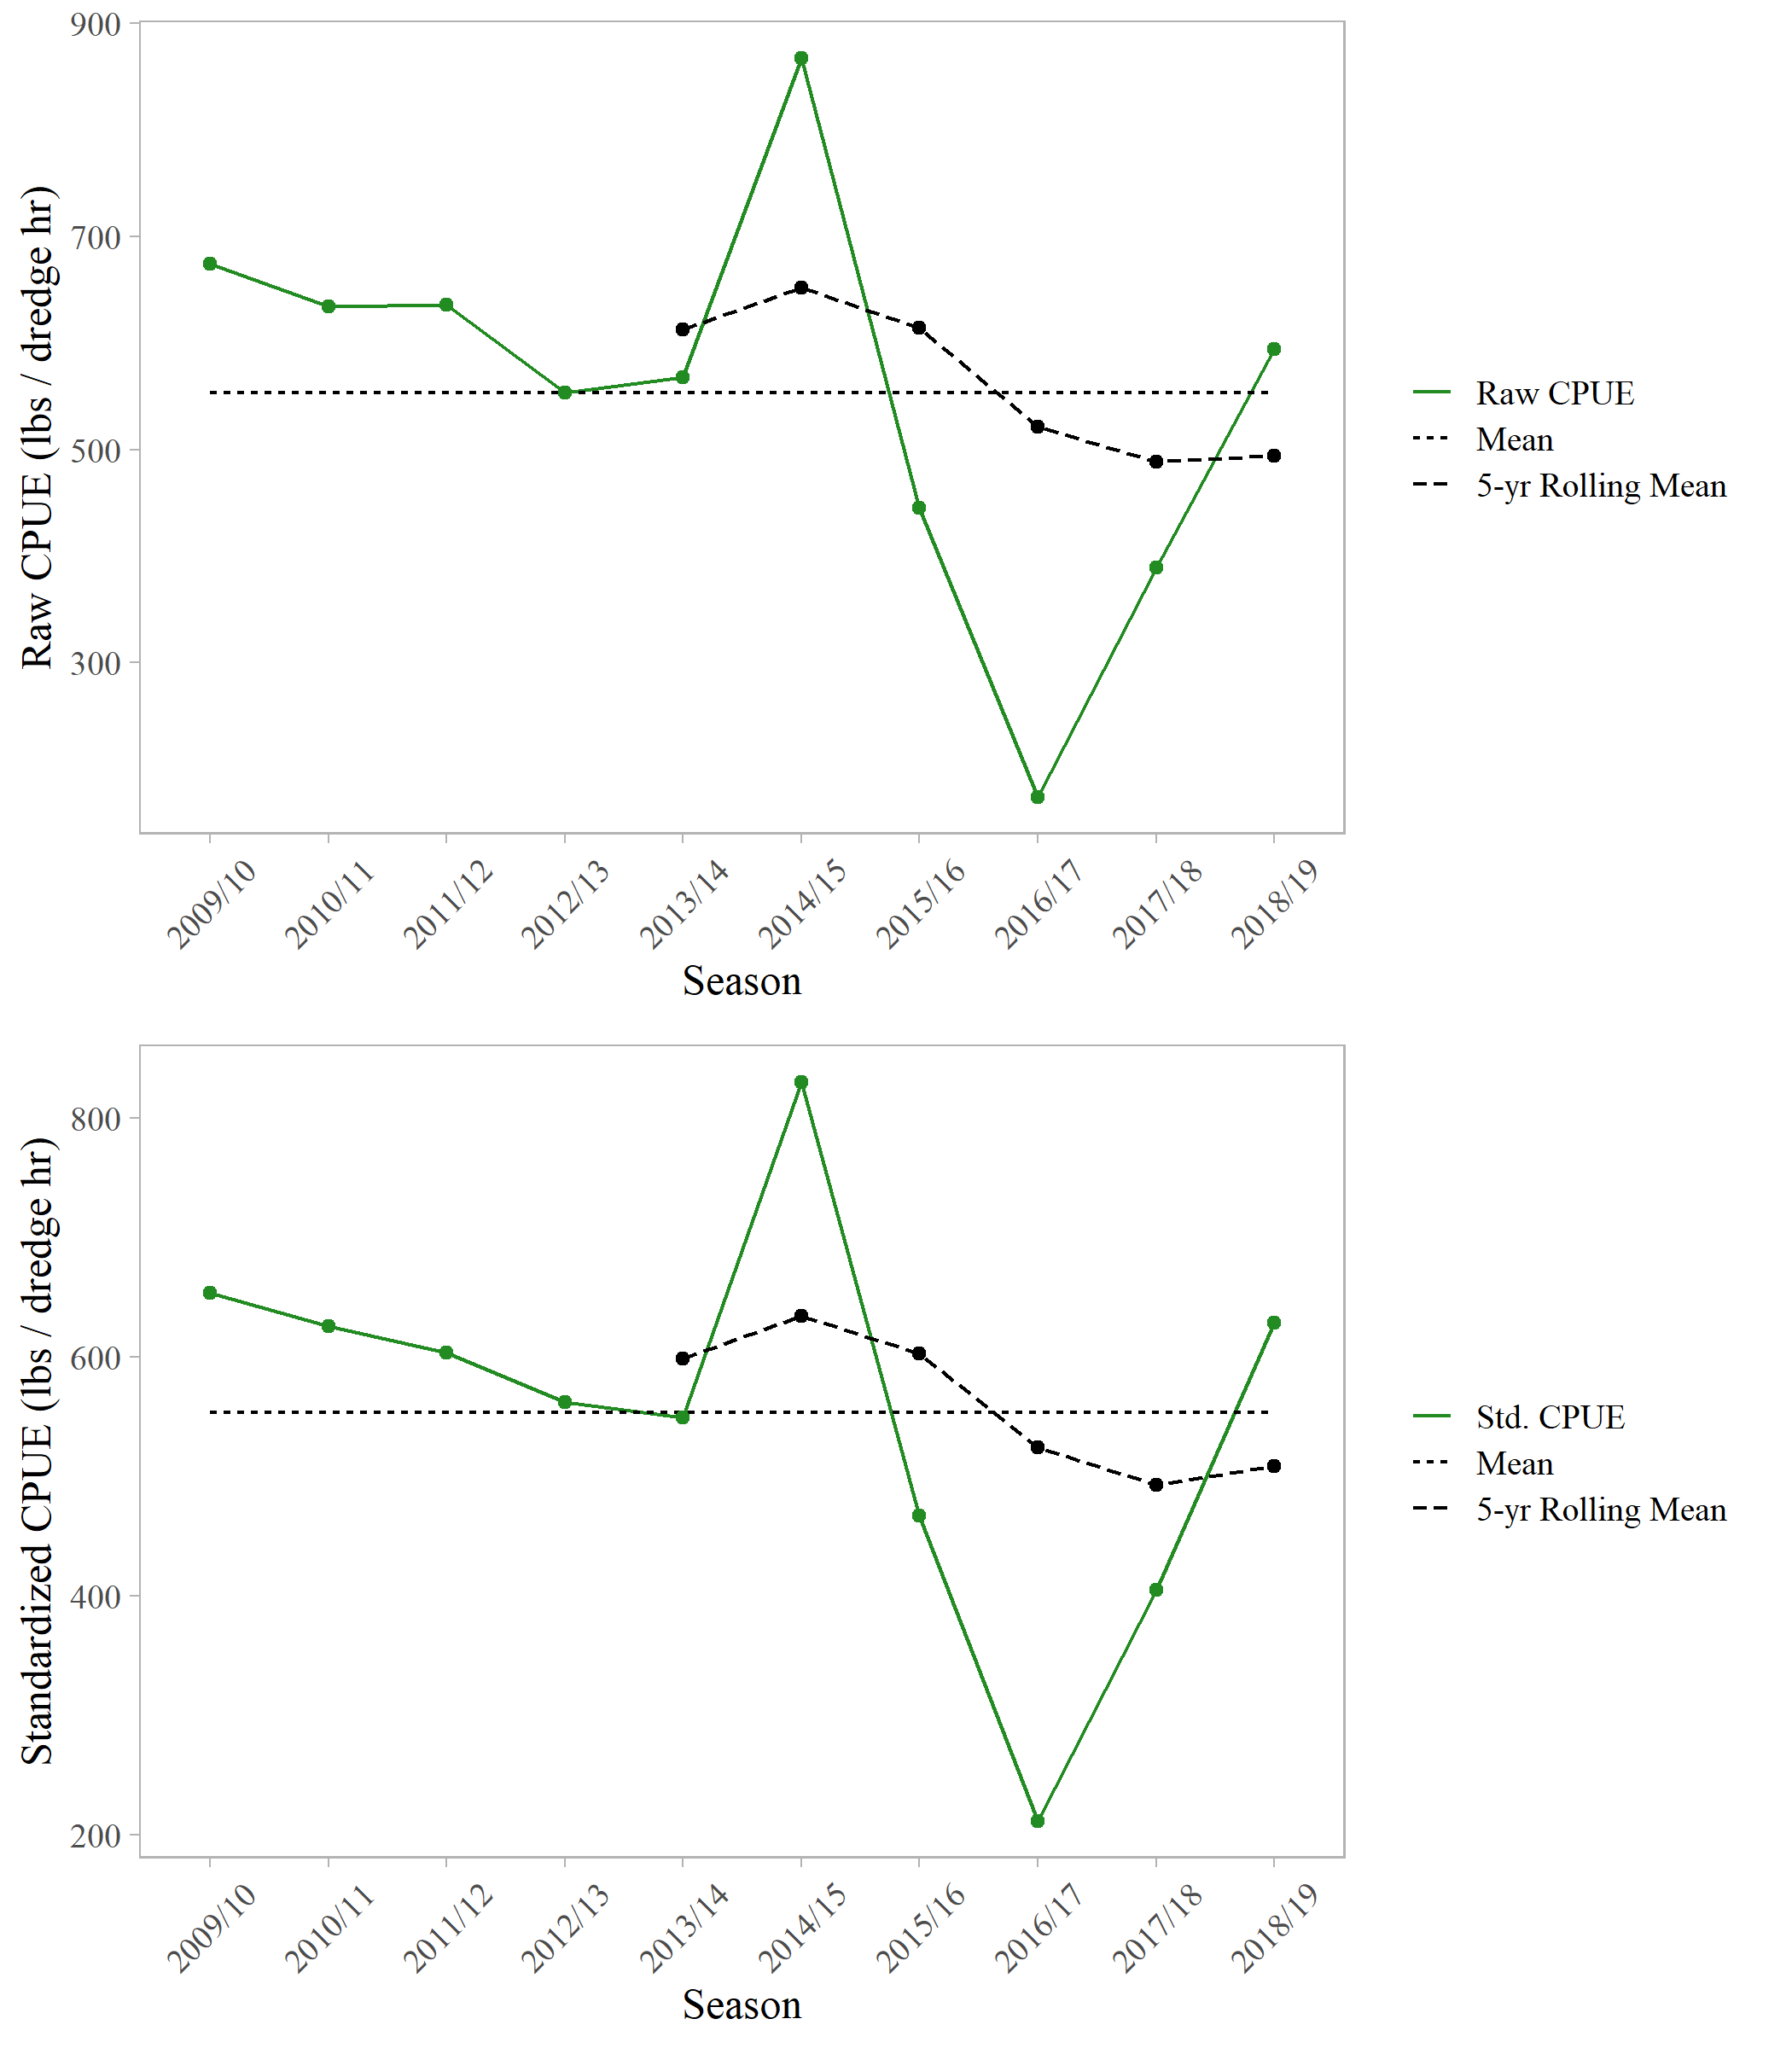 Raw CPUE (lbs / dredge hr)
900
700
500
300
2009/10
2010/11
2011/12
2012/13
2013/14
2014/15
2015/16
2016/17
2017/18
2018/19
Season
Raw CPUE
Mean
5-yr Rolling Mean
Standardized CPUE (lbs / dredge hr)
800
600
400
200
2009/10
2010/11
2011/12
2012/13
2013/14
2014/15
2015/16
2016/17
2017/18
2018/19
Season
Std. CPUE
Mean
5-yr Rolling Mean